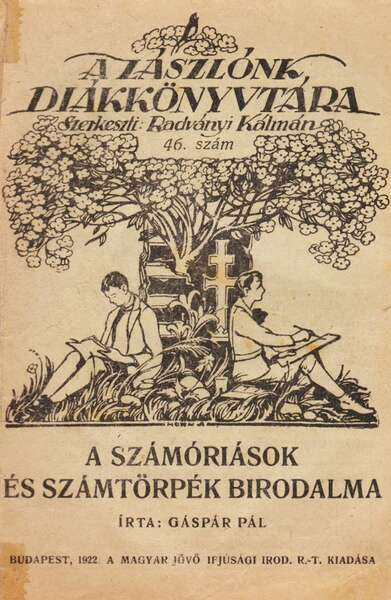 A ZÁSZLÓNK
DIÁKKÖNYVTÁRA
Szerkeszti: Radványi Kálmán
46. szám
A SZÁMÓRIÁSOK
ÉS SZÁMTÖRPÉK BIRODALMA
ÍRTA: GÁSPÁR PÁL
BUDAPEST, 1922 A MAGYAR JÖVŐ IFJUSÁGI IROD. R.-T. KIADÁSA